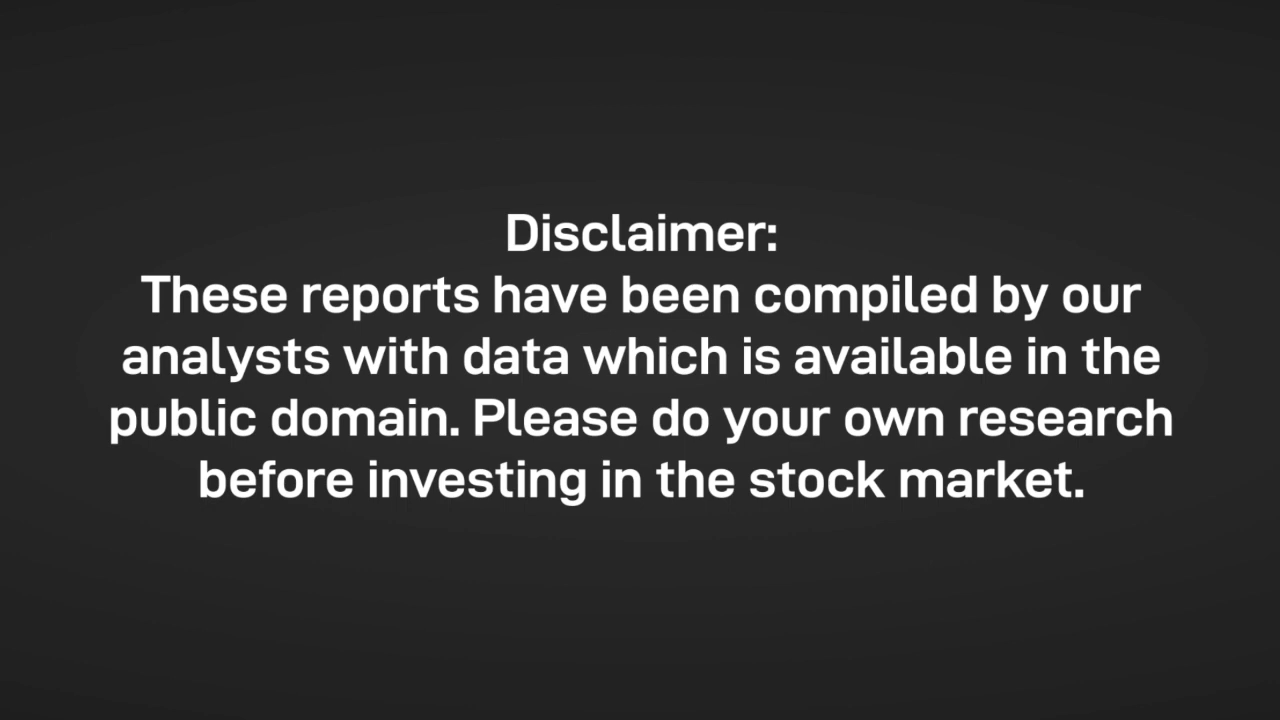 Disclaimer:
These reports have been compiled by our
analysts with data which is available in the
public domain. Please do your own research
before investing in the stock market.